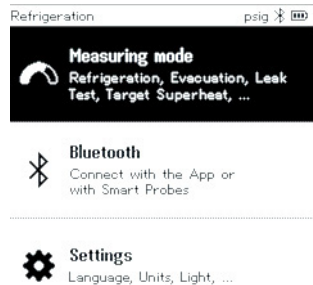 Refrigeration psig
Measuring mode
Refrigeration, Evacuation, Leak
Test, Target Superheat, ...
Bluetooth
Connect with the App or
with Smart Probes
Settings
Language, Units, Light, ...